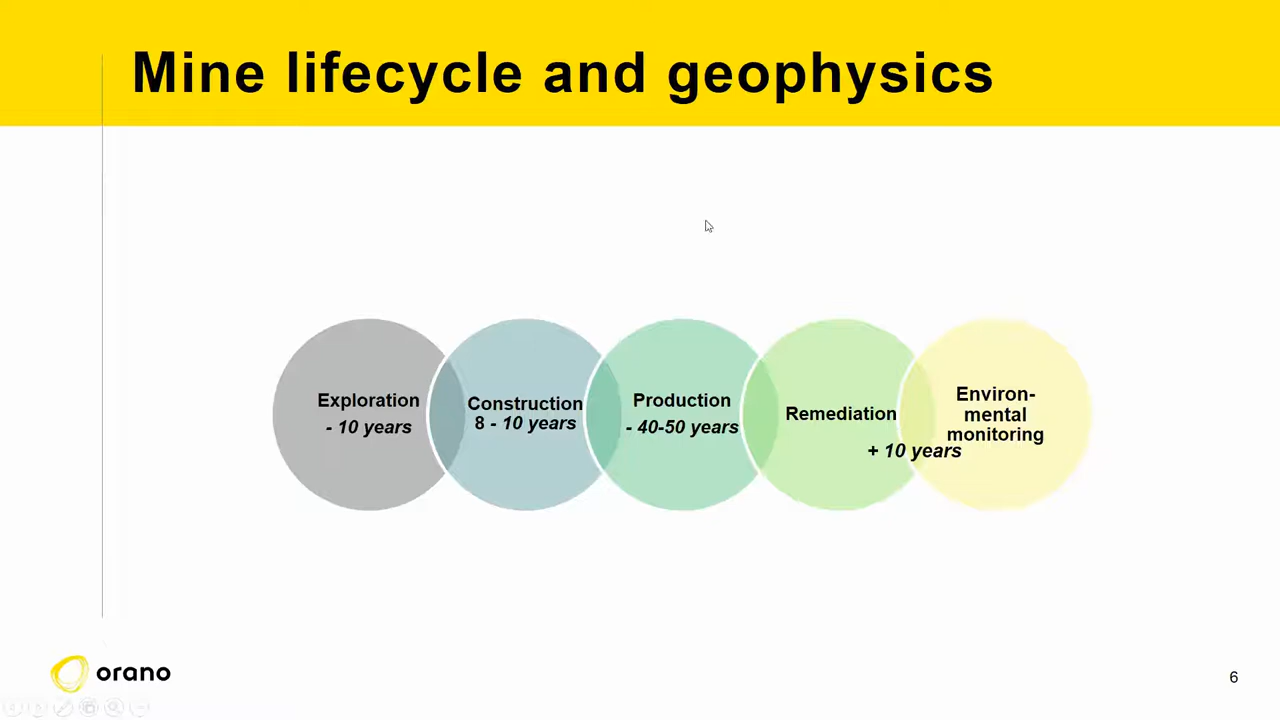 Mine lifecycle and geophysics
Exploration
- 10 years
Construction
8 - 10 years
Production
- 40-50 years
Remediation
+ 10 years
Environ-
mental
monitoring
orano
6